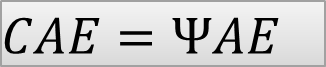 CAE = ΨAE